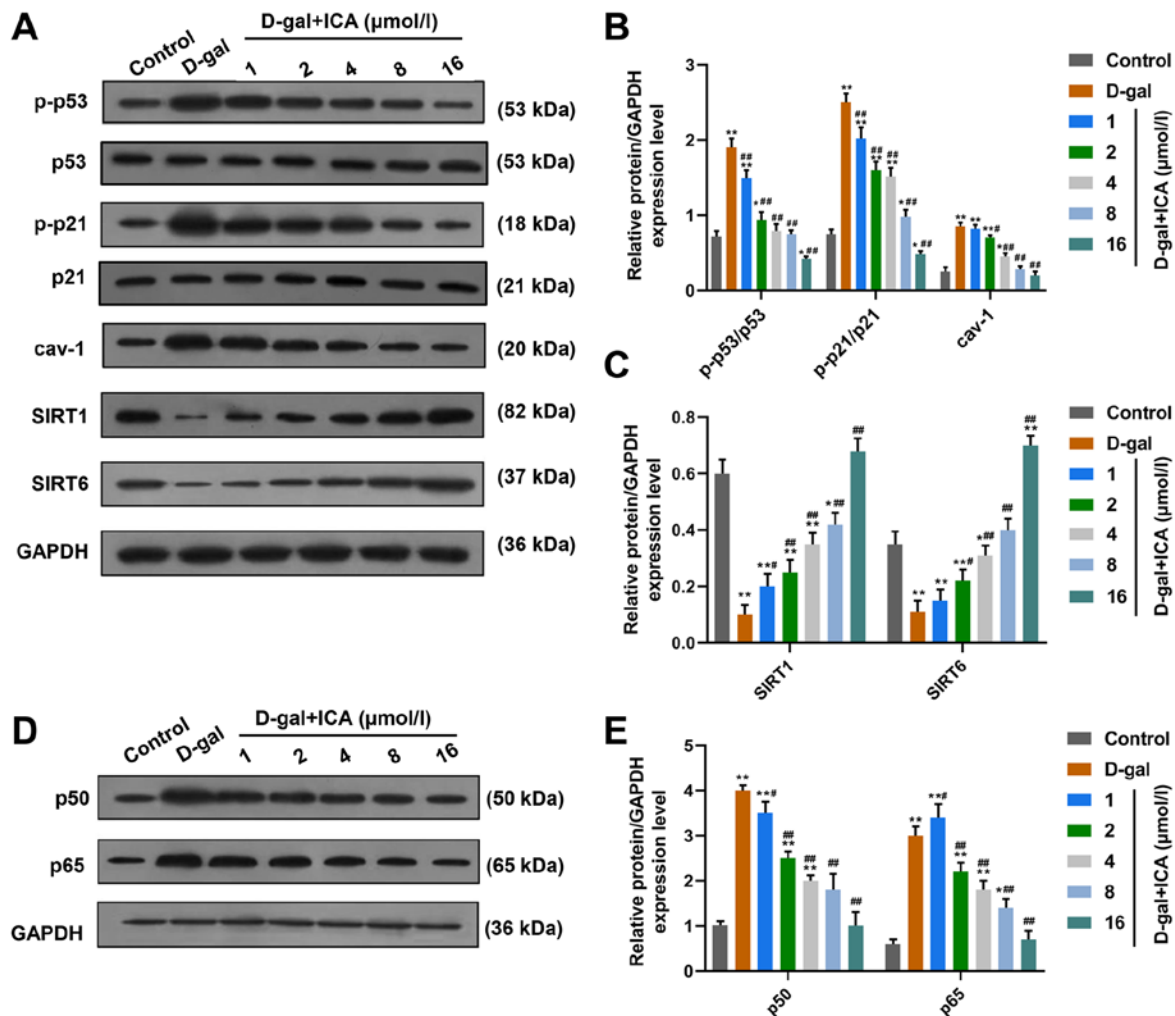 A
D-gal+ICA (µmol/l)
Control
D-gal
1
2
4
8
16
p-p53
(53 kDa)
p53
(53 kDa)
p-p21
(18 kDa)
p21
(21 kDa)
cav-1
(20 kDa)
SIRT1
(82 kDa)
SIRT6
(37 kDa)
GAPDH
(36 kDa)
B
Relative protein/GAPDH
expression level
3
2
1
0
**
##
**
* ##
##
##
* ##
**
##
**
##
**
##
**
* ##
* ##
**
**
**#
*##
##
##
p-p53/p53
p-p21/p21
cav-1
Control
D-gal
1
2
4
8
16
D-gal+ICA (µmol/l)
C
Relative protein/GAPDH
expression level
0.8
0.6
0.4
0.2
0.0
**
**#
##
**
##
**
* ##
##
**
**
**#
*##
##
##
**
SIRT1
SIRT6
Control
D-gal
1
2
4
8
16
D-gal+ICA (µmol/l)
D
D-gal+ICA (µmol/l)
Control
D-gal
1
2
4
8
16
p50
(50 kDa)
p65
(65 kDa)
GAPDH
(36 kDa)
E
Relative protein/GAPDH
expression level
5
4
3
2
1
0
**
**#
##
**
##
**
##
##
**
**#
##
**
##
**
*##
##
p50
p65
Control
D-gal
1
2
4
8
16
D-gal+ICA (µmol/l)